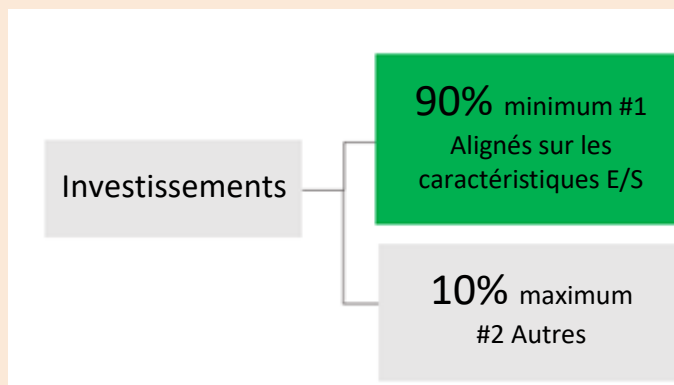 90% minimum #1
Alignés sur les
caractéristiques E/S
Investissements
10% maximum
#2 Autres